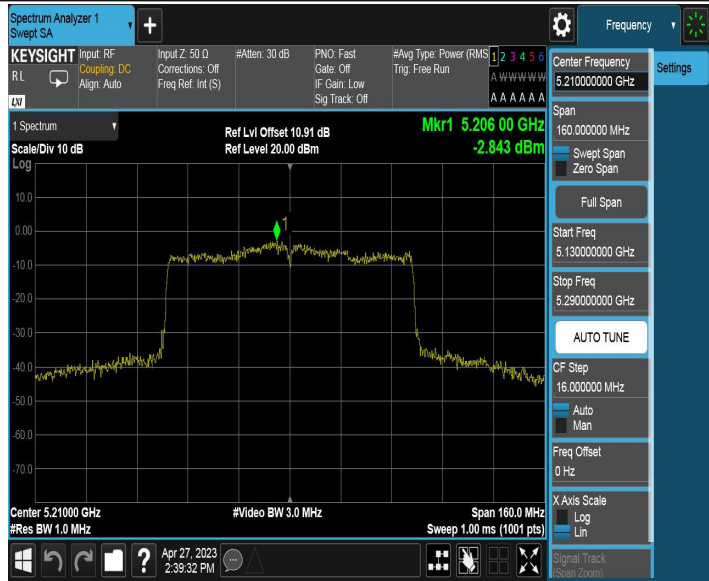 Spectrum Analyzer 1
Swept SA
+
Frequency
KEYSIGHT
RL
LXI
Input: RF
Coupling: DC
Align: Auto
Input Z: 50 Ω
Corrections: Off
Freq Ref: Int (S)
#Atten: 30 dB
PNO: Fast
Gate: Off
IF Gain: Low
Sig Track: Off
#Avg Type: Power (RMS
Trig: Free Run
1 2 3 4 5 6
A W W W W W
A A A A A A
1 Spectrum
Scale/Div 10 dB
Log
Ref Lvl Offset 10.91 dB
Ref Level 20.00 dBm
Mkr1 5.206 00 GHz
-2.843 dBm
1
10.0
0.00
-10.0
-20.0
-30.0
-40.0
-50.0
-60.0
-70.0
Center 5.21000 GHz
#Res BW 1.0 MHz
#Video BW 3.0 MHz
Span 160.0 MHz
Sweep 1.00 ms (1001 pts)
Center Frequency
5.210000000 GHz
Settings
Span
160.000000 MHz
Swept Span
Zero Span
Full Span
Start Freq
5.130000000 GHz
Stop Freq
5.290000000 GHz
AUTO TUNE
CF Step
16.000000 MHz
Auto
Man
Freq Offset
0 Hz
X Axis Scale
Log
Lin
Signal Track
(Span Zoom)
?
Apr 27, 2023
2:39:32 PM